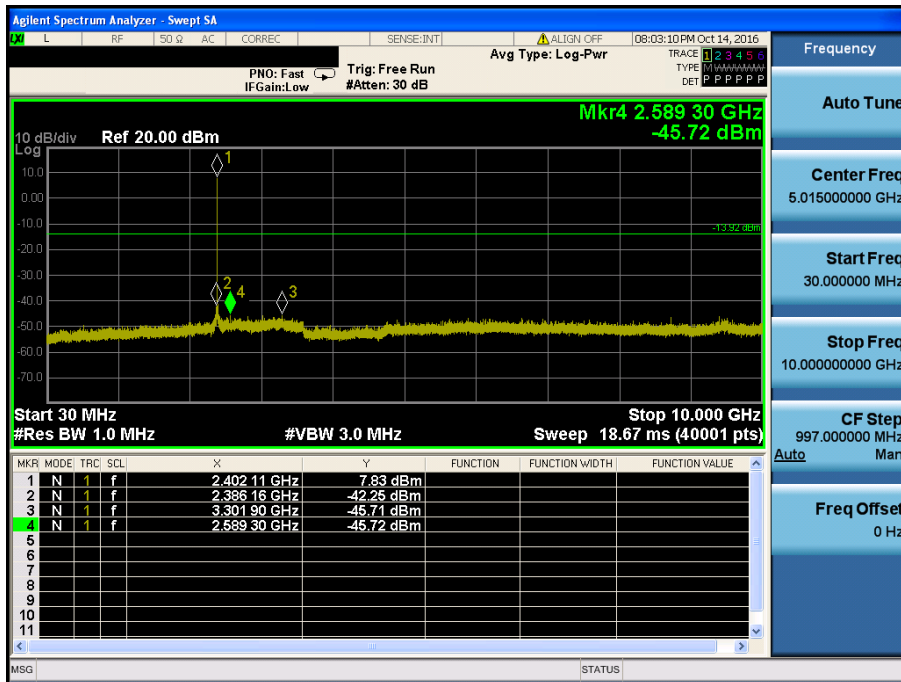 Agilent Spectrum Analyzer - Swept SA
LXI L RF 50 Ω AC CORREC SENSE:INT ALIGN OFF 08:03:10 PM Oct 14, 2016
PNO: Fast
IFGain:Low
Trig: Free Run
#Atten: 30 dB
Avg Type: Log-Pwr
TRACE 1 2 3 4 5 6
TYPE M WWWWW
DET P P P P P P
Mkr4 2.589 30 GHz
-45.72 dBm
10 dB/div Ref 20.00 dBm
Log
10.0
0.00
-10.0
-20.0
-30.0
-40.0
-50.0
-60.0
-70.0
1
2
4
3
-13.92 dBm
Start 30 MHz Stop 10.000 GHz
#Res BW 1.0 MHz #VBW 3.0 MHz Sweep 18.67 ms (40001 pts)
MKR MODE TRC SCL X Y FUNCTION FUNCTION WIDTH FUNCTION VALUE
1 N 1 f 2.402 11 GHz 7.83 dBm
2 N 1 f 2.386 16 GHz -42.25 dBm
3 N 1 f 3.301 90 GHz -45.71 dBm
4 N 1 f 2.589 30 GHz -45.72 dBm
5
6
7
8
9
10
11
MSG STATUS
Frequency
Auto Tune
Center Freq
5.015000000 GHz
Start Freq
30.000000 MHz
Stop Freq
10.000000000 GHz
CF Step
997.000000 MHz
Auto Man
Freq Offset
0 Hz